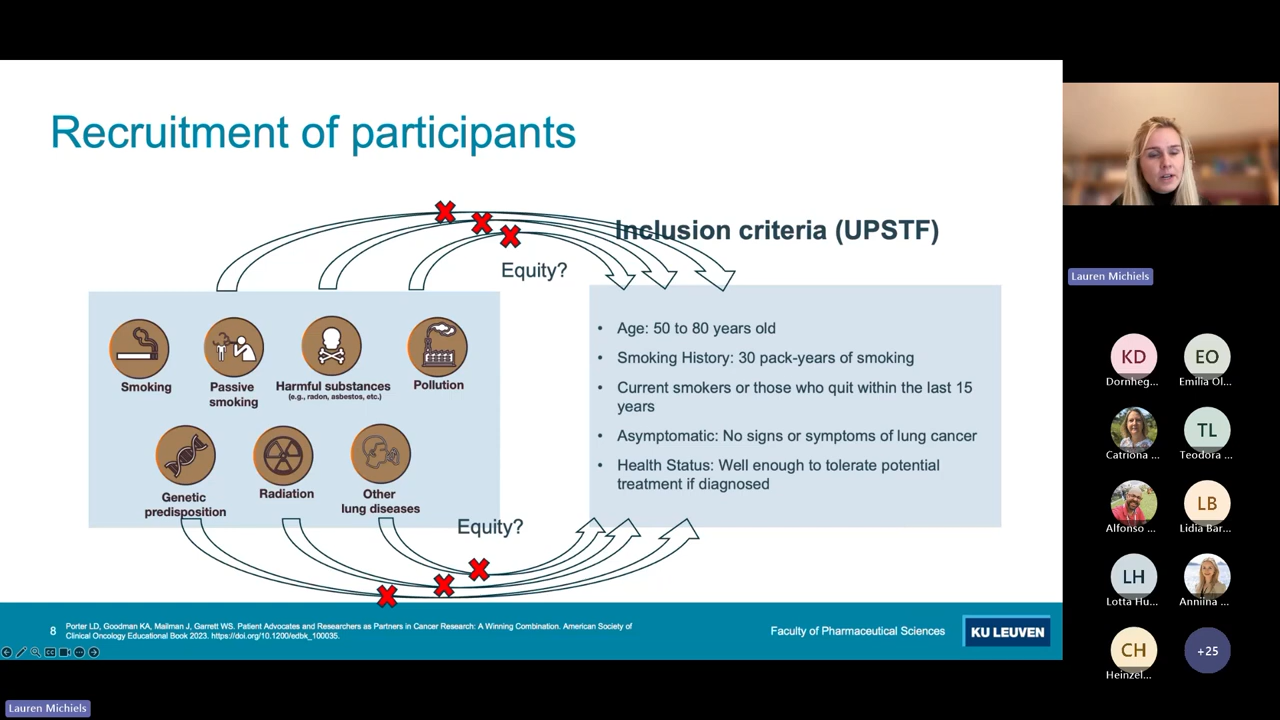 Recruitment of participants
Inclusion criteria (UPSTF)
Equity?
Smoking
Passive
smoking
Harmful substances
(e.g., radon, asbestos, etc.)
Pollution
Genetic
predisposition
Radiation
Other
lung diseases
Equity?
• Age: 50 to 80 years old
• Smoking History: 30 pack-years of smoking
• Current smokers or those who quit within the last 15
years
• Asymptomatic: No signs or symptoms of lung cancer
• Health Status: Well enough to tolerate potential
treatment if diagnosed
8
Porter LD, Goodman KA, Mailman J, Garrett WS. Patient Advocates and Researchers as Partners in Cancer Research: A Winning Combination. American Society of
Clinical Oncology Educational Book 2023. https://doi.org/10.1200/edbk_100035.
Faculty of Pharmaceutical Sciences
KU LEUVEN
Lauren Michiels
Lauren Michiels
KD
Dornheg...
EO
Emilia Ol...
Catriona ...
TL
Teodora ...
Alfonso ...
LB
Lidia Bar...
LH
Lotta Hu...
Anniina ...
CH
Heinzel...
+25